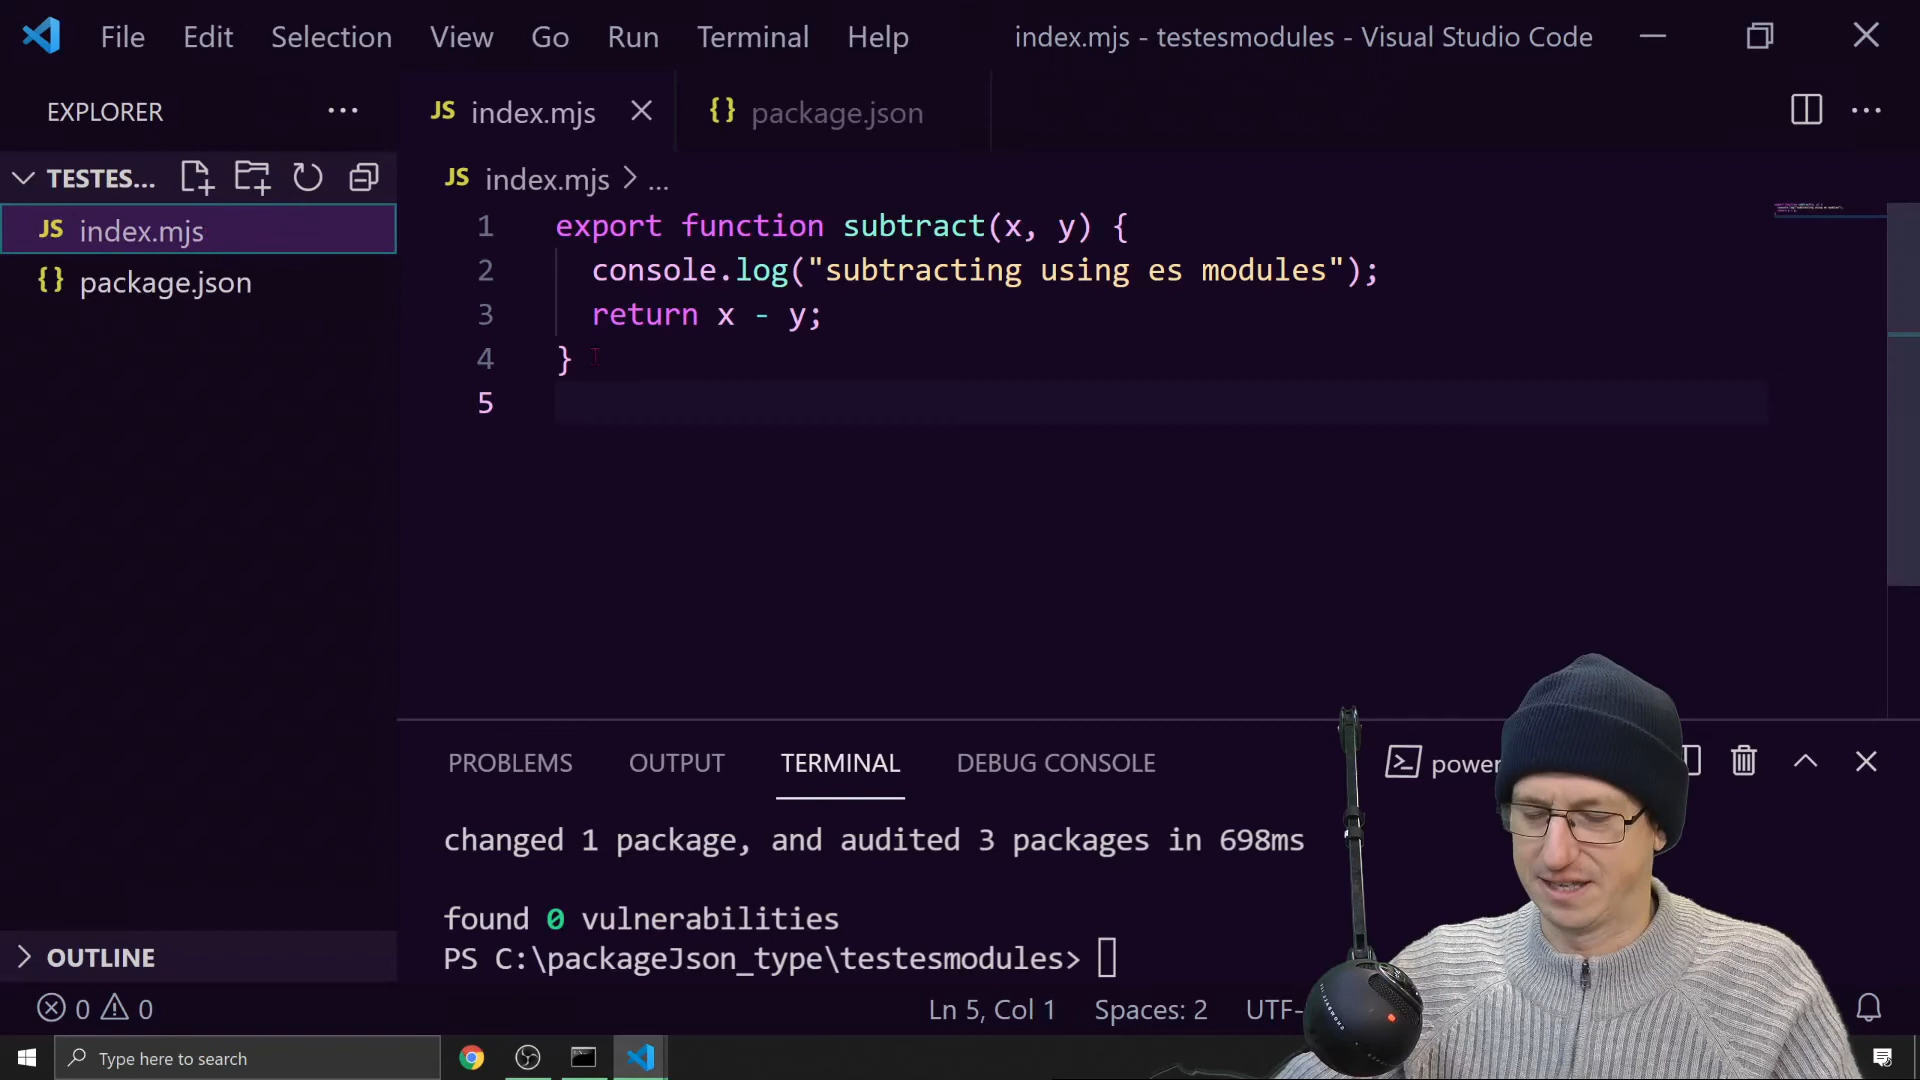 File Edit Selection View Go Run Terminal Help
index.mjs - testesmodules - Visual Studio Code
EXPLORER
TESTES...
JS index.mjs
{} package.json
JS index.mjs
{} package.json
JS index.mjs > ...
1 export function subtract(x, y) {
2 console.log("subtracting using es modules");
3 return x - y;
4 }
5
PROBLEMS OUTPUT TERMINAL DEBUG CONSOLE
power
changed 1 package, and audited 3 packages in 698ms
found 0 vulnerabilities
PS C:\packageJson_type\testesmodules>
OUTLINE
0 0
Ln 5, Col 1 Spaces: 2 UTF-
Type here to search